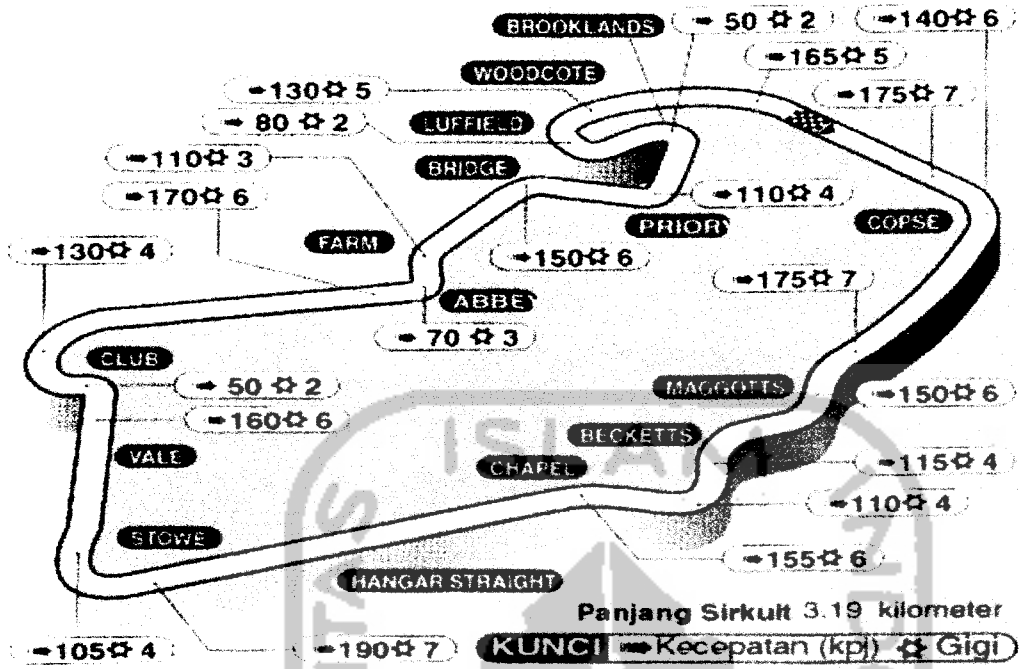 BROOKLANDS
➡ 50 ✿ 2
➡140✿ 6
WOODCOTE
➡165✿ 5
➡130✿ 5
➡175✿ 7
➡ 80 ✿ 2
LUFFIELD
➡110✿ 3
BRIDGE
➡170✿ 6
➡110✿ 4
PRIORY
COPSE
FARM
➡130✿ 4
➡150✿ 6
➡175✿ 7
ABBEY
➡ 70 ✿ 3
CLUB
➡ 50 ✿ 2
MAGGOTTS
➡150✿ 6
➡160✿ 6
BECKETTS
VALE
CHAPEL
➡115✿ 4
➡110✿ 4
STOWE
➡155✿ 6
HANGAR STRAIGHT
Panjang Sirkuit 3.19 kilometer
➡105✿ 4
➡190✿ 7
KUNCI ➡Kecepatan (kpj) ✿ Gigi
ISLAM